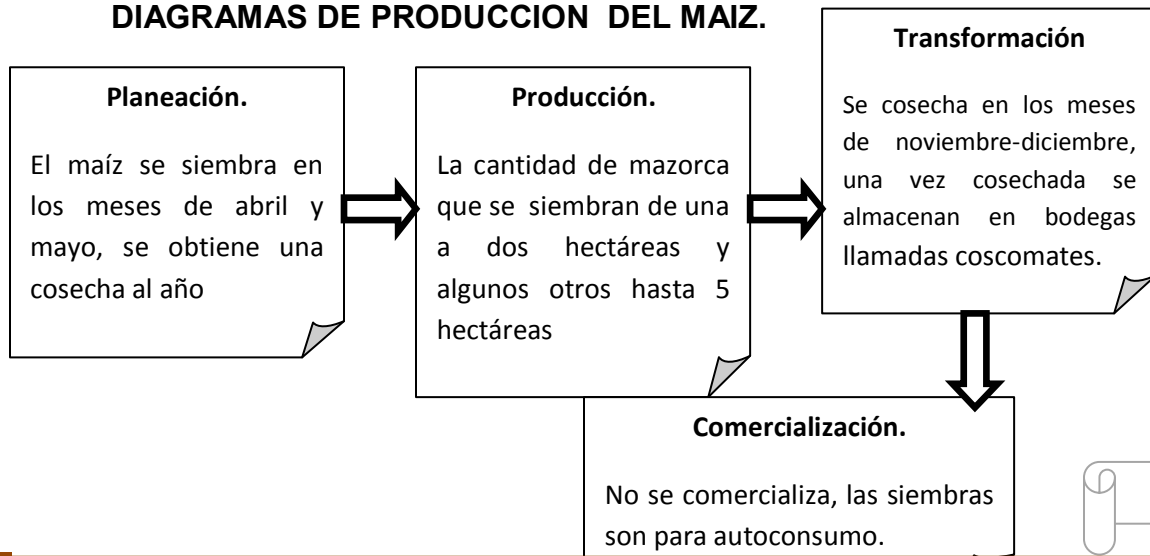 DIAGRAMAS DE PRODUCCION DEL MAIZ.
Planeación.
El maíz se siembra en
los meses de abril y
mayo, se obtiene una
cosecha al año
Producción.
La cantidad de mazorca
que se siembran de una
a dos hectáreas y
algunos otros hasta 5
hectáreas
Transformación
Se cosecha en los meses
de noviembre-diciembre,
una vez cosechada se
almacenan en bodegas
llamadas coscomates.
Comercialización.
No se comercializa, las siembras
son para autoconsumo.